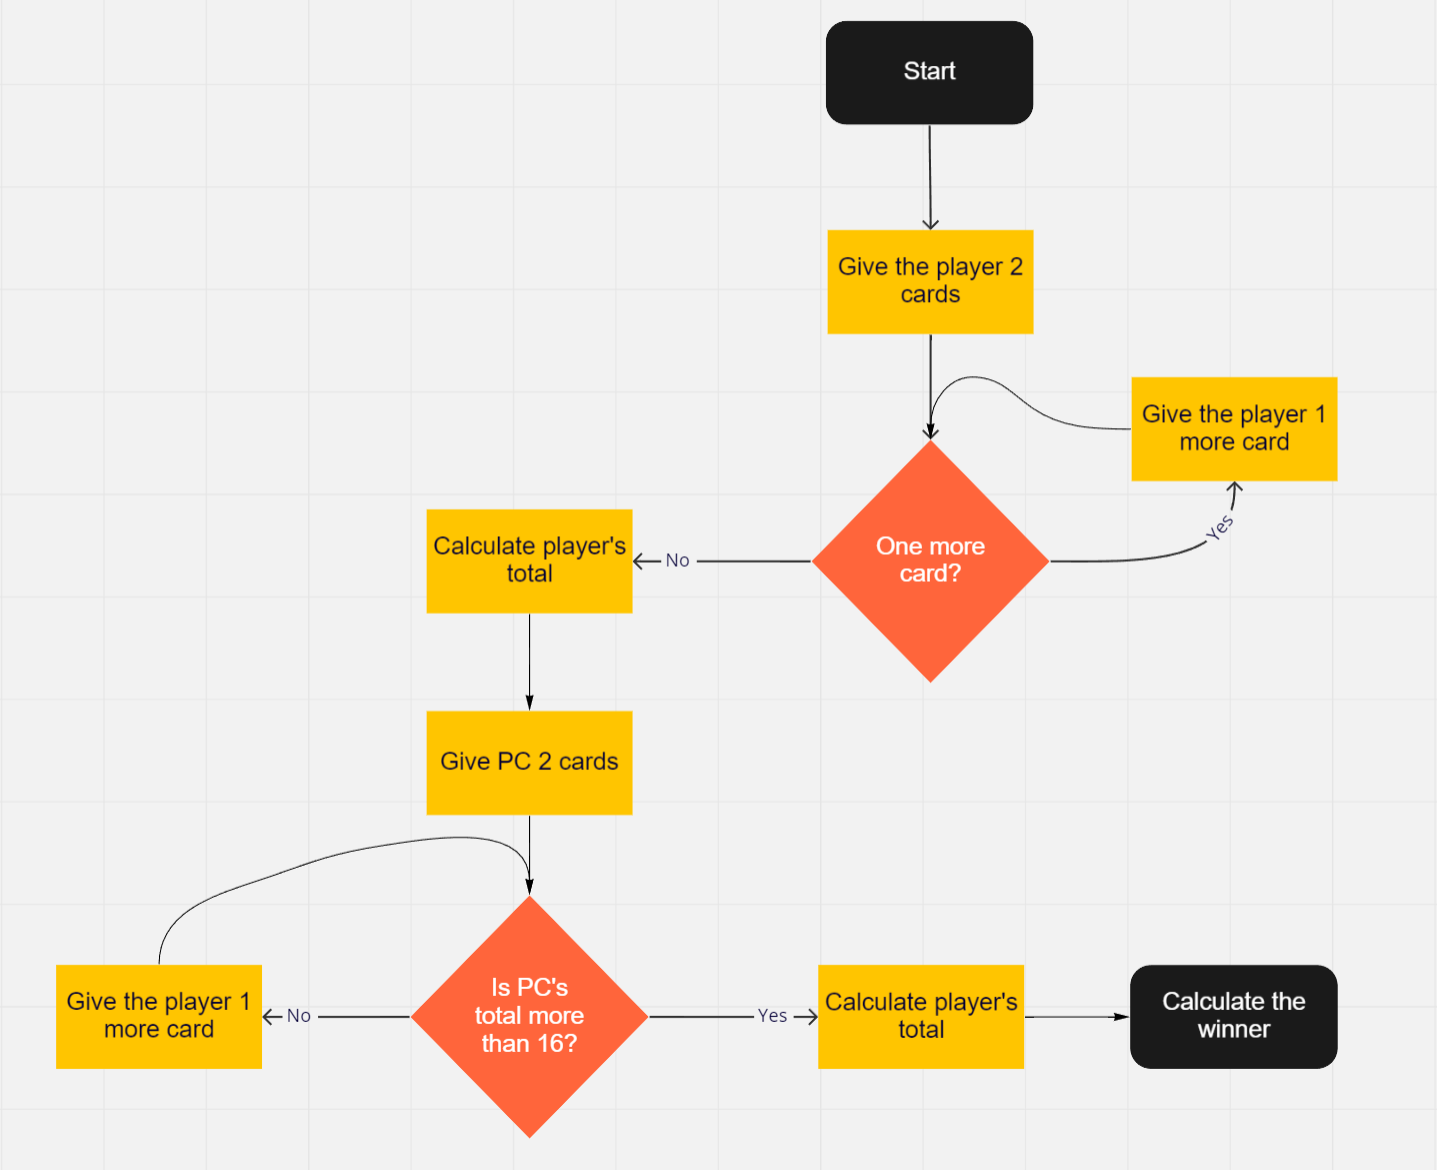 Start
Give the player 2
cards
Give the player 1
more card
Yes
One more
card?
No
Calculate player's
total
Give PC 2 cards
Is PC's
total more
than 16?
No
Give the player 1
more card
Yes
Calculate player's
total
Calculate the
winner